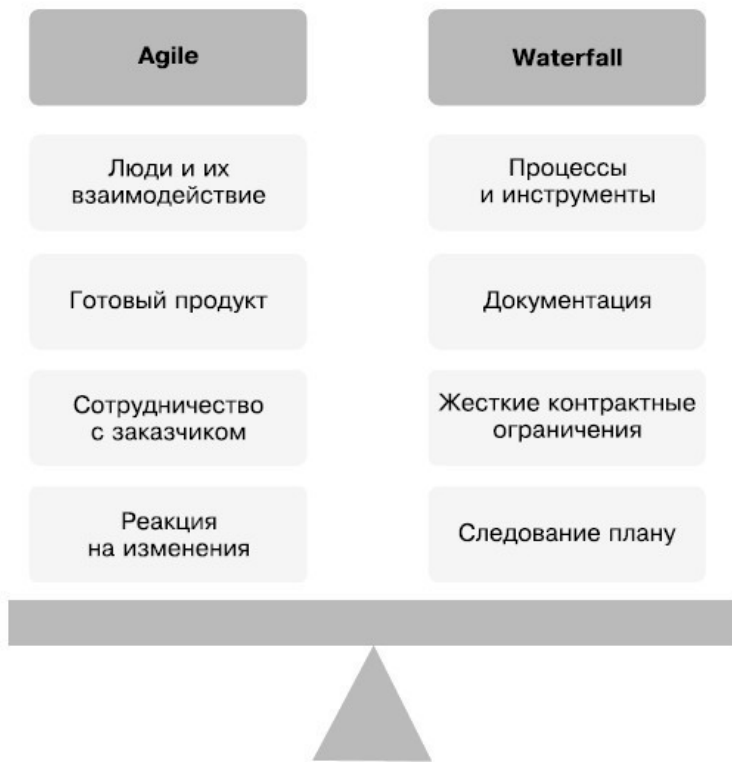 Agile
Waterfall
Люди и их
взаимодействие
Процессы
и инструменты
Готовый продукт
Документация
Сотрудничество
с заказчиком
Жесткие контрактные
ограничения
Реакция
на изменения
Следование плану